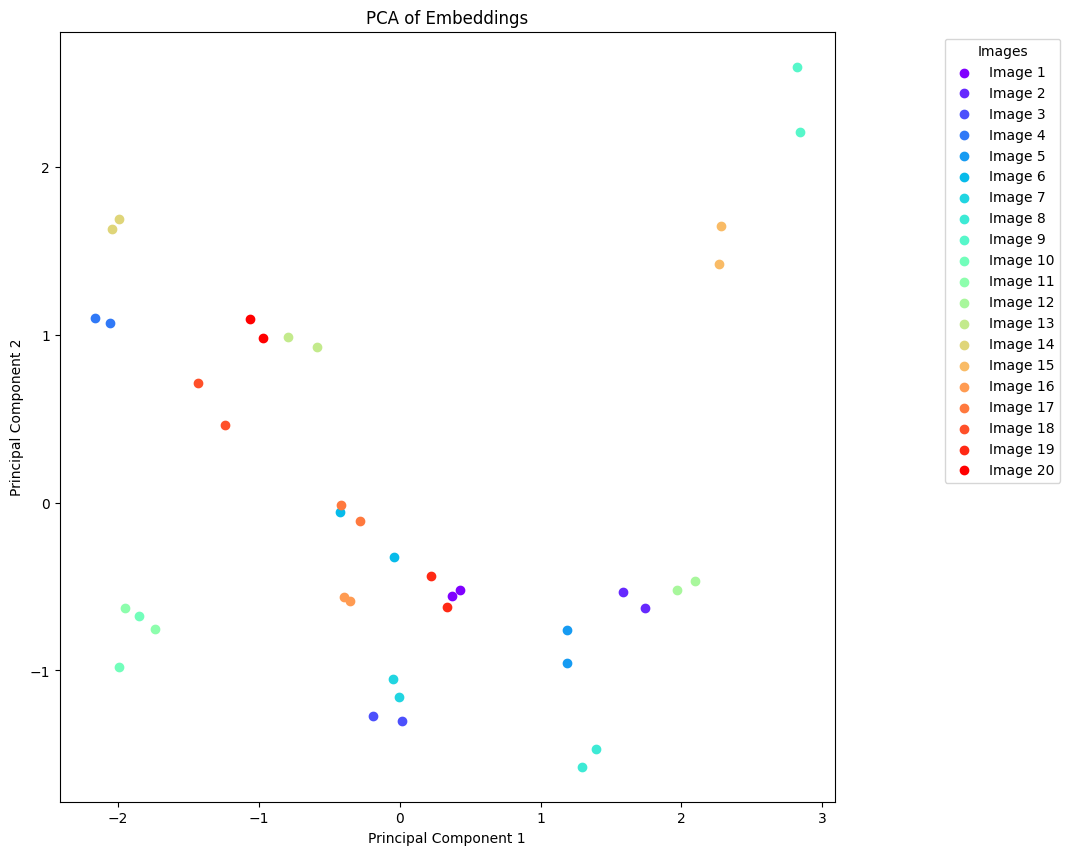 PCA of Embeddings
Images
Image 1
Image 2
Image 3
Image 4
Image 5
Image 6
Image 7
Image 8
Image 9
Image 10
Image 11
Image 12
Image 13
Image 14
Image 15
Image 16
Image 17
Image 18
Image 19
Image 20
Principal Component 2
2
1
0
−1
−2 −1 0 1 2 3
Principal Component 1